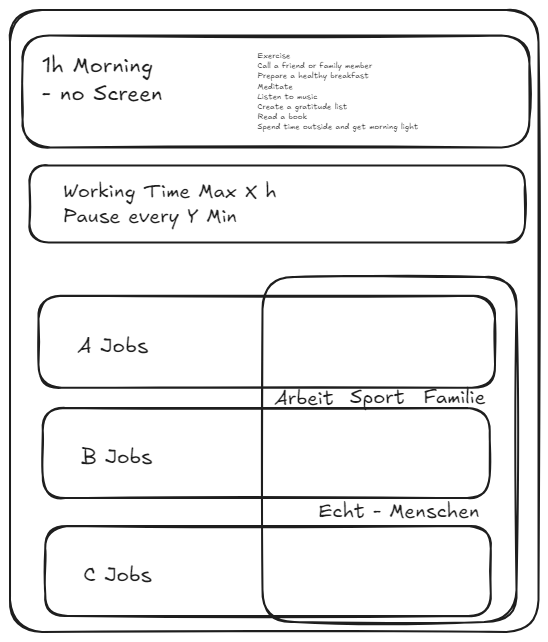 1h Morning
- no Screen
Exercise
Call a friend or family member
Prepare a healthy breakfast
Meditate
Listen to music
Create a gratitude list
Read a book
Spend time outside and get morning light
Working Time Max X h
Pause every Y Min
A Jobs
Arbeit Sport Familie
B Jobs
Echt - Menschen
C Jobs